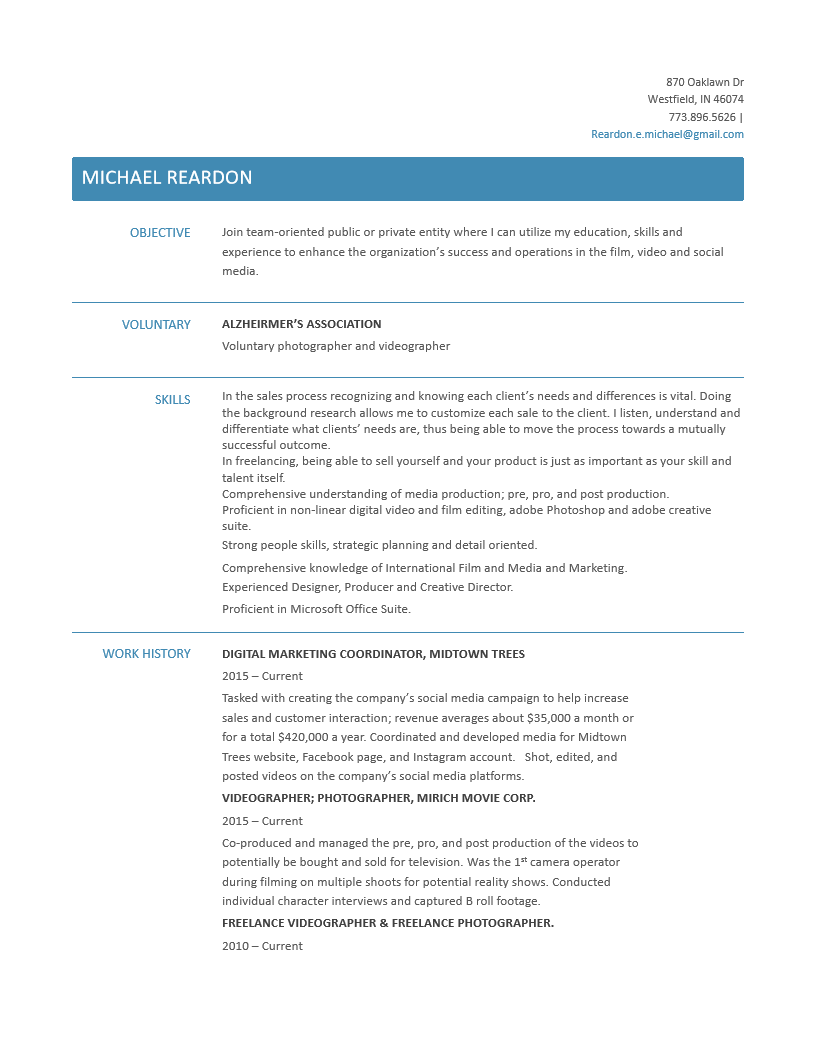 870 Oaklawn Dr
Westfield, IN 46074
773.896.5626 |
Reardon.e.michael@gmail.com
MICHAEL REARDON
OBJECTIVE
Join team-oriented public or private entity where I can utilize my education, skills and
experience to enhance the organization’s success and operations in the film, video and social
media.
VOLUNTARY
ALZHEIRMER’S ASSOCIATION
Voluntary photographer and videographer
SKILLS
In the sales process recognizing and knowing each client’s needs and differences is vital. Doing
the background research allows me to customize each sale to the client. I listen, understand and
differentiate what clients’ needs are, thus being able to move the process towards a mutually
successful outcome.
In freelancing, being able to sell yourself and your product is just as important as your skill and
talent itself.
Comprehensive understanding of media production; pre, pro, and post production.
Proficient in non-linear digital video and film editing, adobe Photoshop and adobe creative
suite.
Strong people skills, strategic planning and detail oriented.
Comprehensive knowledge of International Film and Media and Marketing.
Experienced Designer, Producer and Creative Director.
Proficient in Microsoft Office Suite.
WORK HISTORY
DIGITAL MARKETING COORDINATOR, MIDTOWN TREES
2015 – Current
Tasked with creating the company’s social media campaign to help increase
sales and customer interaction; revenue averages about $35,000 a month or
for a total $420,000 a year. Coordinated and developed media for Midtown
Trees website, Facebook page, and Instagram account.   Shot, edited, and
posted videos on the company’s social media platforms.
VIDEOGRAPHER; PHOTOGRAPHER, MIRICH MOVIE CORP.
2015 – Current
Co-produced and managed the pre, pro, and post production of the videos to
potentially be bought and sold for television. Was the 1st camera operator
during filming on multiple shoots for potential reality shows. Conducted
individual character interviews and captured B roll footage.
FREELANCE VIDEOGRAPHER & FREELANCE PHOTOGRAPHER.
2010 – Current